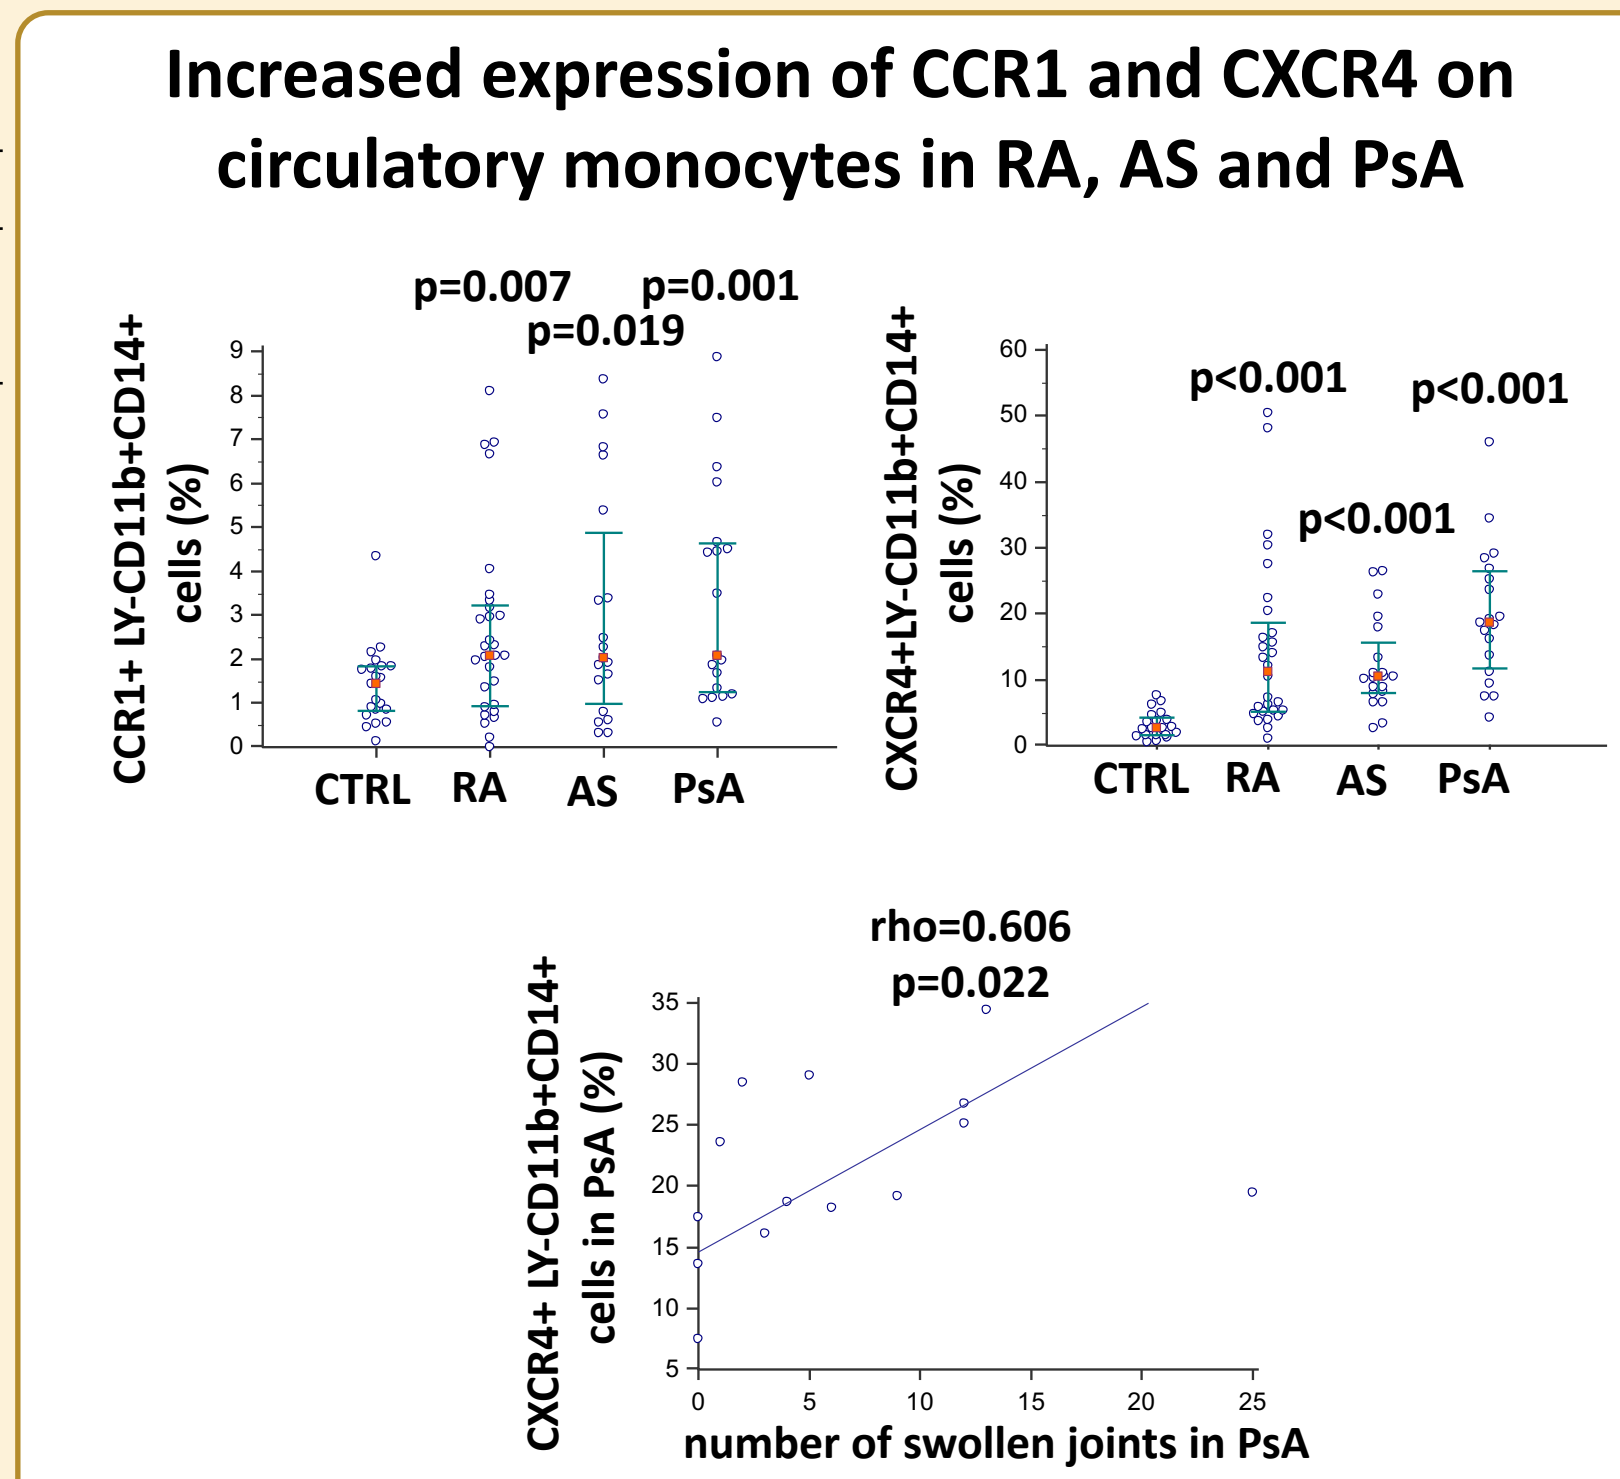 Increased expression of CCR1 and CXCR4 on
circulatory monocytes in RA, AS and PsA
p=0.007
p=0.001
p=0.019
CCR1+ LY-CD11b+CD14+
cells (%)
9
8
7
6
5
4
3
2
1
0
CTRL
RA
AS
PsA
p<0.001
p<0.001
p<0.001
CXCR4+LY-CD11b+CD14+
cells (%)
60
50
40
30
20
10
0
CTRL
RA
AS
PsA
rho=0.606
p=0.022
CXCR4+ LY-CD11b+CD14+
cells in PsA (%)
35
30
25
20
15
10
5
0
5
10
15
20
25
number of swollen joints in PsA